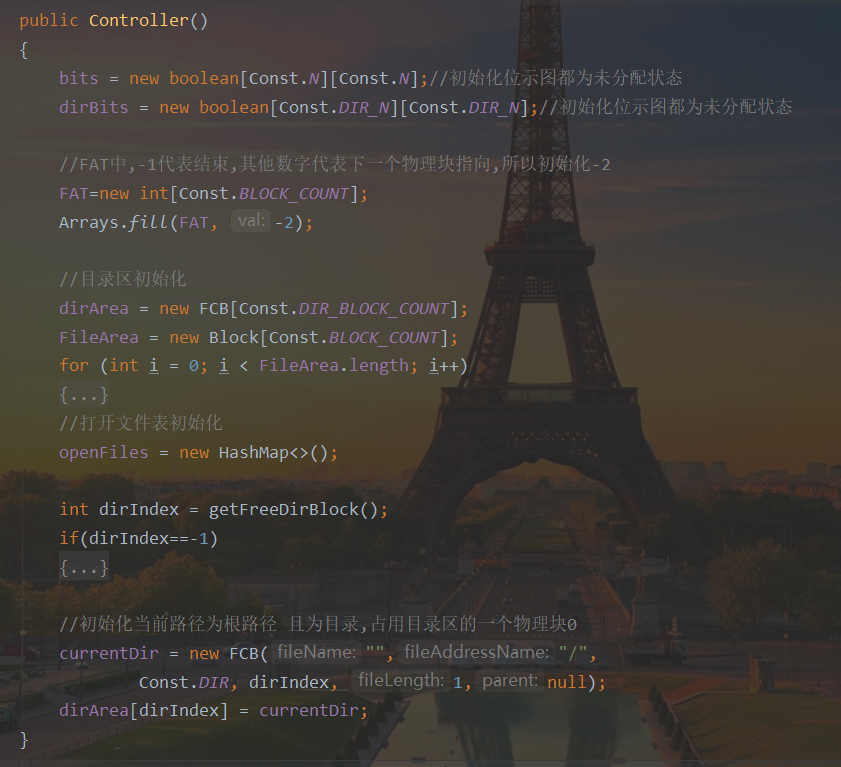 public Controller()
{
bits = new boolean[Const.N][Const.N];//初始化位示图都为未分配状态
dirBits = new boolean[Const.DIR_N][Const.DIR_N];//初始化位示图都为未分配状态
//FAT中,-1代表结束,其他数字代表下一个物理块指向,所以初始化-2
FAT=new int[Const.BLOCK_COUNT];
Arrays.fill(FAT, val: -2);
//目录区初始化
dirArea = new FCB[Const.DIR_BLOCK_COUNT];
FileArea = new Block[Const.BLOCK_COUNT];
for (int i = 0; i < FileArea.length; i++)
{...}
//打开文件表初始化
openFiles = new HashMap<>();
int dirIndex = getFreeDirBlock();
if(dirIndex==-1)
{...}
//初始化当前路径为根路径 且为目录,占用目录区的一个物理块0
currentDir = new FCB( fileName: "", fileAddressName: "/",
Const.DIR, dirIndex, fileLength: 1, parent: null);
dirArea[dirIndex] = currentDir;
}